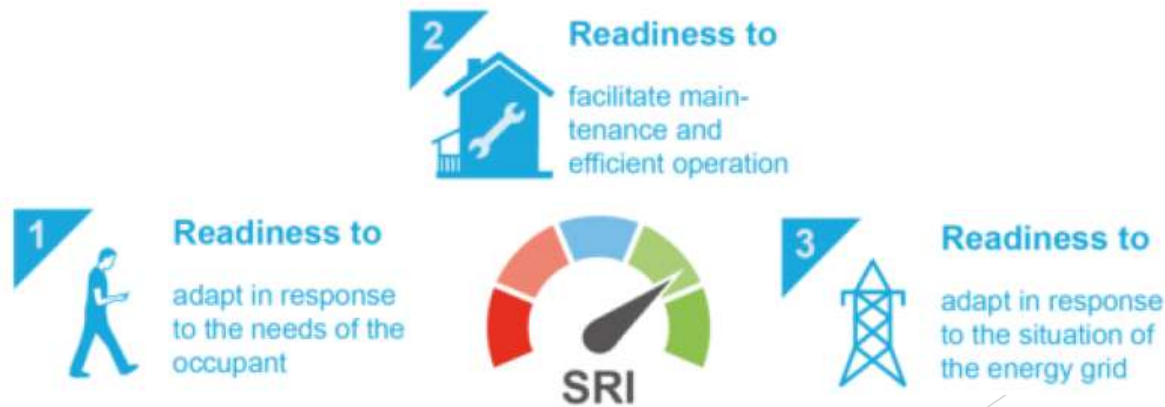 2
Readiness to
facilitate main-
tenance and
efficient operation
1
Readiness to
adapt in response
to the needs of the
occupant
SRI
3
Readiness to
adapt in response
to the situation of
the energy grid